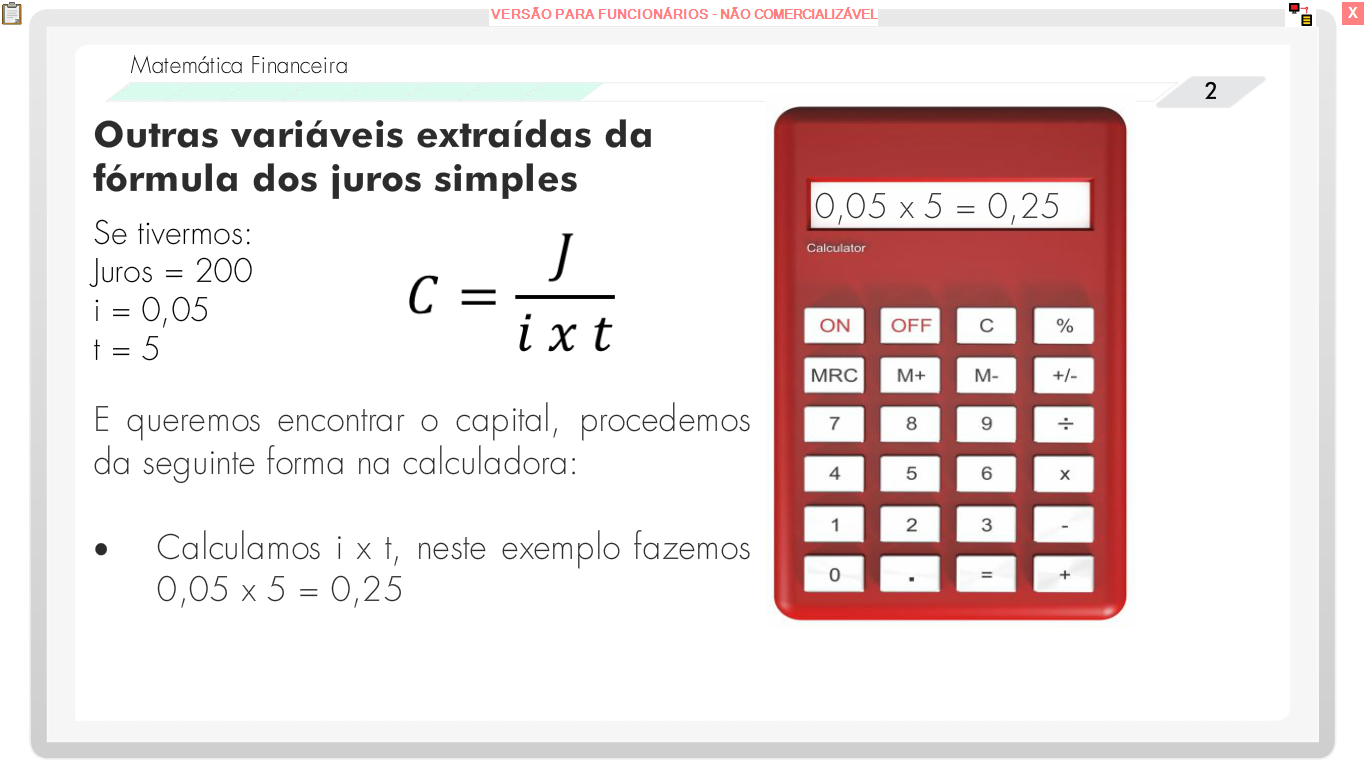 VERSÃO PARA FUNCIONÁRIOS - NÃO COMERCIALIZÁVEL
X
Matemática Financeira
2
Outras variáveis extraídas da
fórmula dos juros simples
Se tivermos:
Juros = 200
i = 0,05
t = 5
C = J
i x t
E queremos encontrar o capital, procedemos
da seguinte forma na calculadora:
• Calculamos i x t, neste exemplo fazemos
0,05 x 5 = 0,25
0,05 x 5 = 0,25
Calculator
ON OFF C %
MRC M+ M- +/-
7 8 9 ÷
4 5 6 x
1 2 3 -
0 . = +